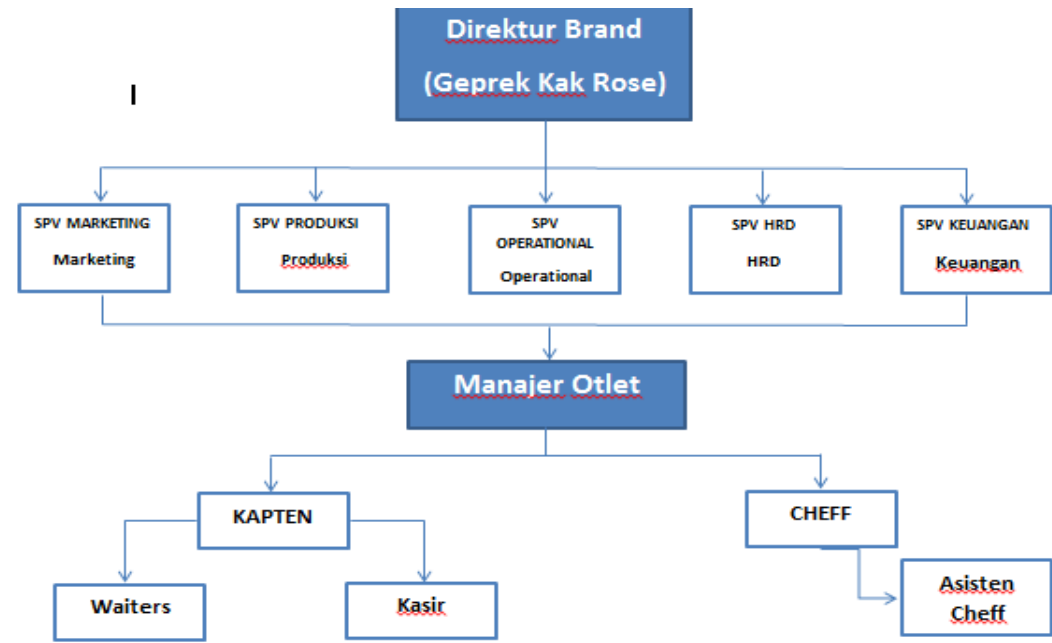 Direktur Brand
(Geprek Kak Rose)
SPV MARKETING
Marketing
SPV PRODUKSI
Produksi
SPV
OPERATIONAL
Operational
SPV HRD
HRD
SPV KEUANGAN
Keuangan
Manajer Otlet
KAPTEN
CHEFF
Waiters
Kasir
Asisten
Cheff